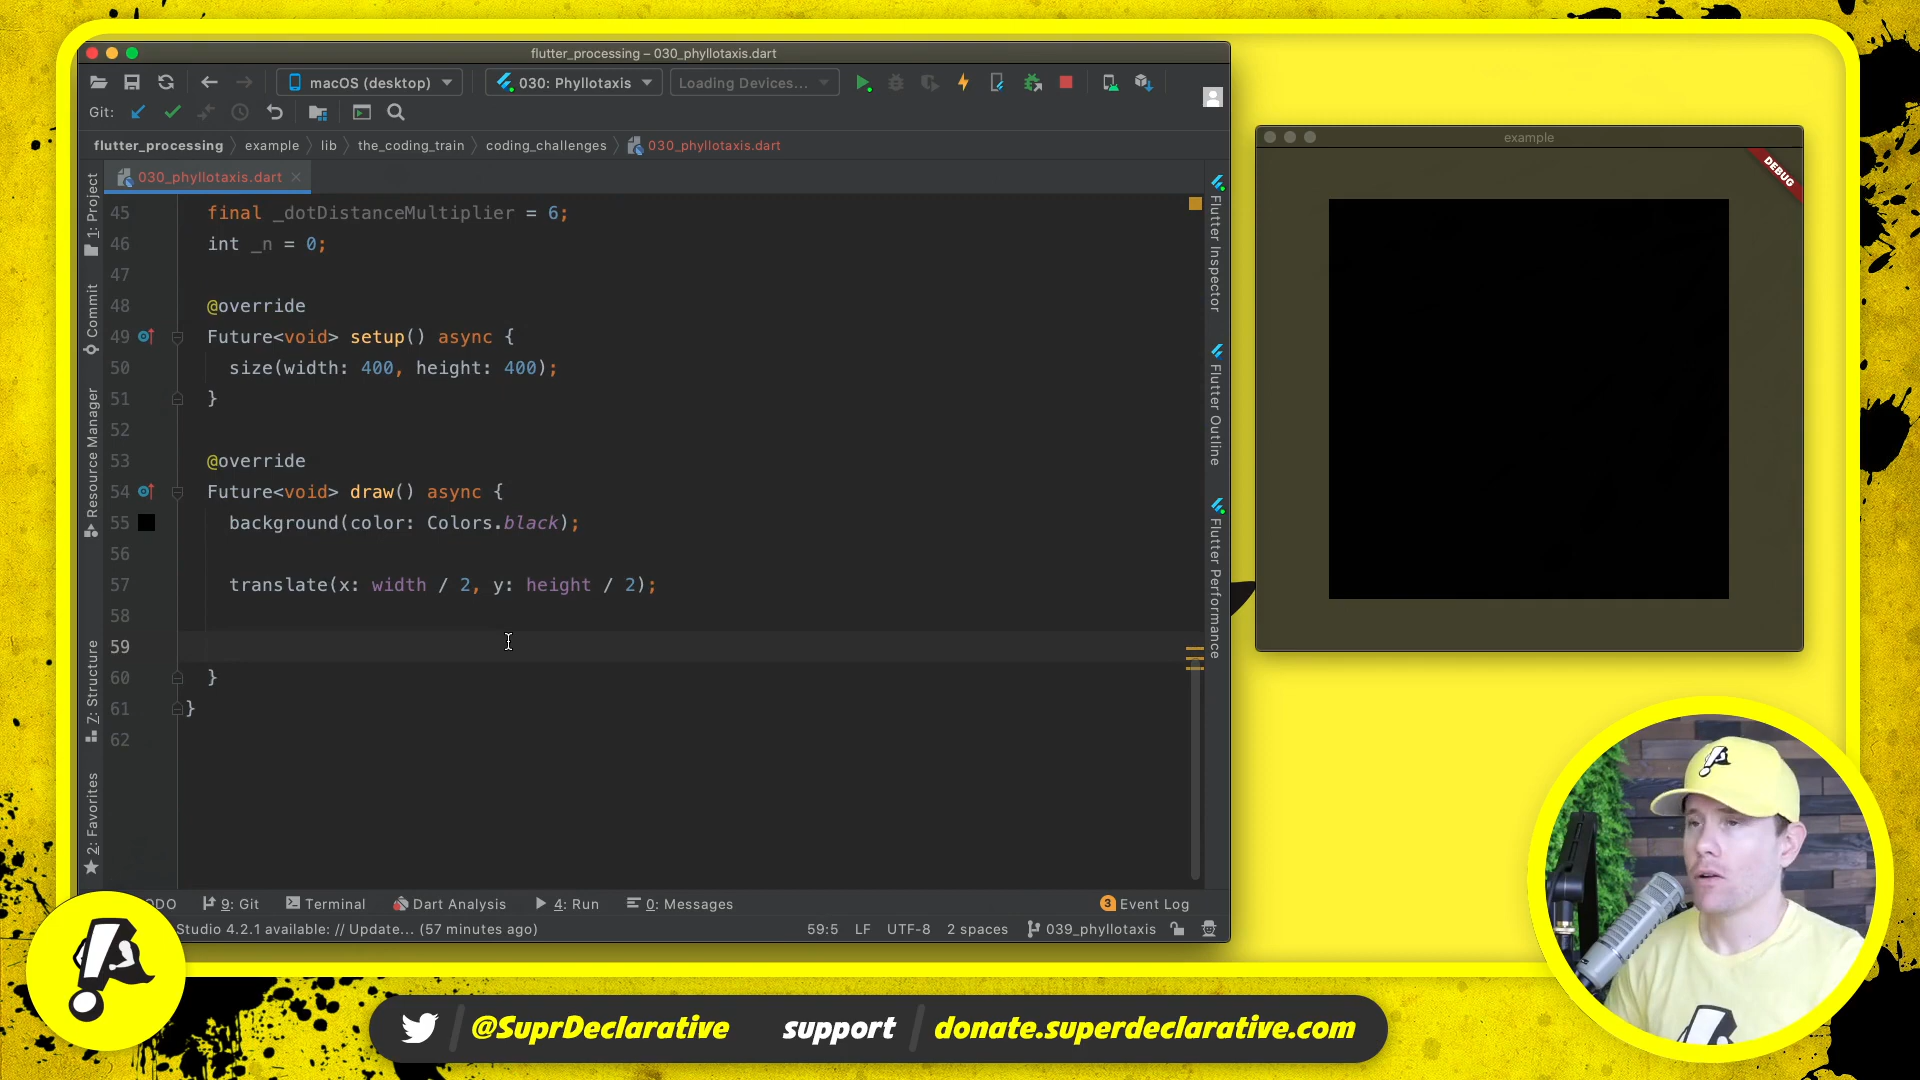 flutter_processing – 030_phyllotaxis.dart
macOS (desktop)
030: Phyllotaxis
Loading Devices...
Git:
flutter_processing
example
lib
the_coding_train
coding_challenges
030_phyllotaxis.dart
030_phyllotaxis.dart
45 final _dotDistanceMultiplier = 6;
46 int _n = 0;
47
48 @override
49 Future<void> setup() async {
50 size(width: 400, height: 400);
51 }
52
53 @override
54 Future<void> draw() async {
55 background(color: Colors.black);
56
57 translate(x: width / 2, y: height / 2);
58
59
60 }
61 }
62
1: Project
Commit
Resource Manager
7: Structure
2: Favorites
Flutter Inspector
Flutter Outline
Flutter Performance
ODO
9: Git
Terminal
Dart Analysis
4: Run
0: Messages
3 Event Log
Studio 4.2.1 available: // Update... (57 minutes ago)
59:5
LF
UTF-8
2 spaces
039_phyllotaxis
example
DEBUG
@SuprDeclarative
support
donate.superdeclarative.com